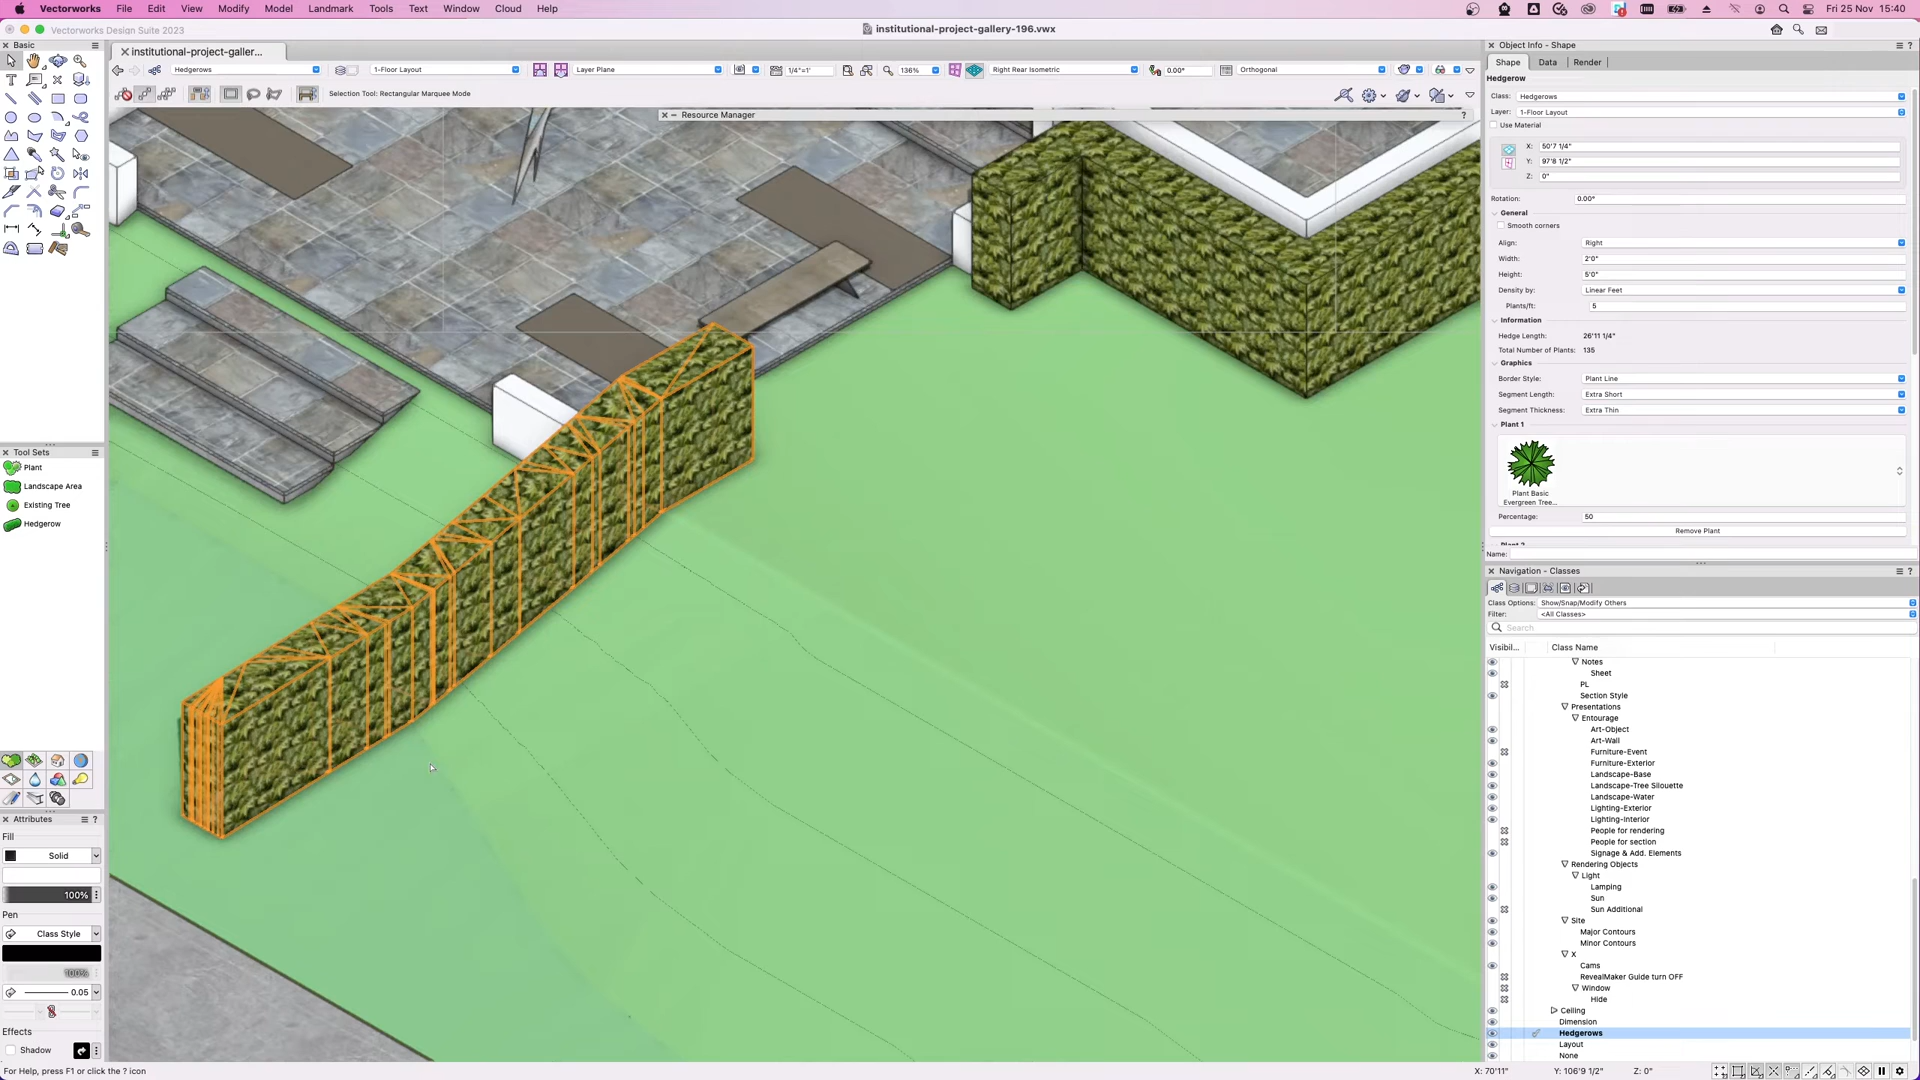 Vectorworks File Edit View Modify Model Landmark Tools Text Window Cloud Help
Fri 25 Nov 15:40
Vectorworks Design Suite 2023
institutional-project-gallery-196.vwx
Basic
institutional-project-galler...
Hedgerows
1-Floor Layout
Layer Plane
1/4"=1'
136%
Right Rear Isometric
0.00°
Orthogonal
Selection Tool: Rectangular Marquee Mode
Resource Manager
?
Tool Sets
Plant
Landscape Area
Existing Tree
Hedgerow
Attributes
?
Fill
Solid
100%
Pen
Class Style
100%
0.05
Effects
Shadow
For Help, press F1 or click the ? icon
Object Info - Shape
?
Shape Data Render
Hedgerow
Class: Hedgerows
Layer: 1-Floor Layout
Use Material
X: 50'7 1/4"
Y: 97'8 1/2"
Z: 0"
Rotation: 0.00°
General
Smooth corners
Align: Right
Width: 2'0"
Height: 5'0"
Density by: Linear Feet
Plants/ft: 5
Information
Hedge Length: 26'11 1/4"
Total Number of Plants: 135
Graphics
Border Style: Plant Line
Segment Length: Extra Short
Segment Thickness: Extra Thin
Plant 1
Plant Basic
Evergreen Tree...
Percentage: 50
Remove Plant
Plant 2
Name:
Navigation - Classes
?
Class Options: Show/Snap/Modify Others
Filter: <All Classes>
Search
Visibil... Class Name
Notes
Sheet
PL
Section Style
Presentations
Entourage
Art-Object
Art-Wall
Furniture-Event
Furniture-Exterior
Landscape-Base
Landscape-Tree Silouette
Landscape-Water
Lighting-Exterior
Lighting-Interior
People for rendering
People for section
Signage & Add. Elements
Rendering Objects
Light
Lamping
Sun
Sun Additional
Site
Major Contours
Minor Contours
X
Cams
RevealMaker Guide turn OFF
Window
Hide
Ceiling
Dimension
Hedgerows
Layout
None
X: 70'11" Y: 106'9 1/2" Z: 0"